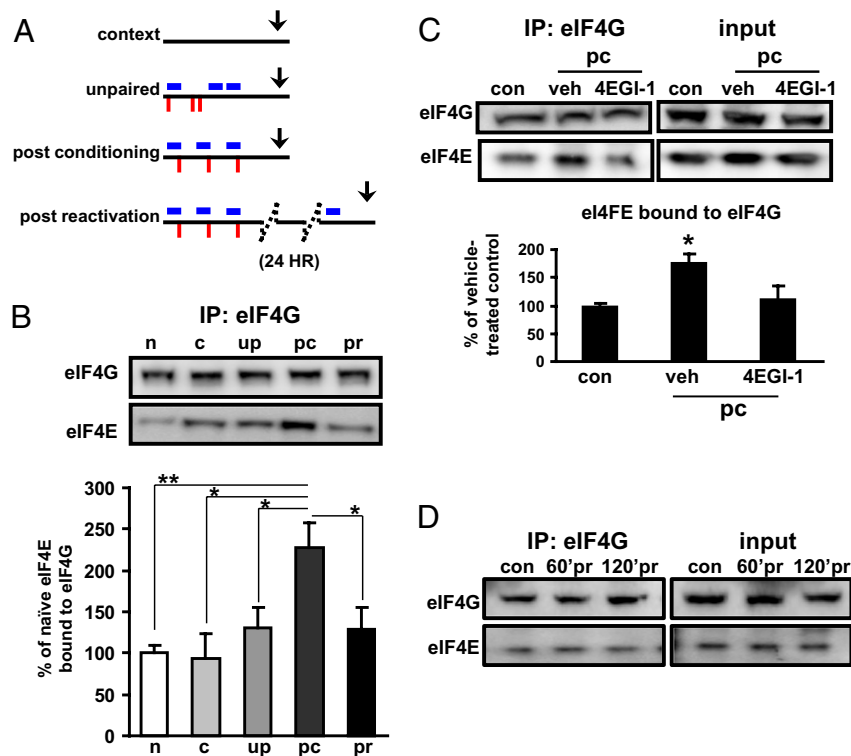 A
context
unpaired
post conditioning
post reactivation
(24 HR)
B
IP: eIF4G
n c up pc pr
eIF4G
eIF4E
% of naïve eIF4E
bound to eIF4G
300
250
200
150
100
50
0
**
*
*
*
n c up pc pr
C
IP: eIF4G input
pc pc
con veh 4EGI-1 con veh 4EGI-1
eIF4G
eIF4E
eI4FE bound to eIF4G
% of vehicle-
treated control
200
150
100
50
0
*
con veh 4EGI-1
pc
D
IP: eIF4G input
con 60'pr 120'pr con 60'pr 120'pr
eIF4G
eIF4E